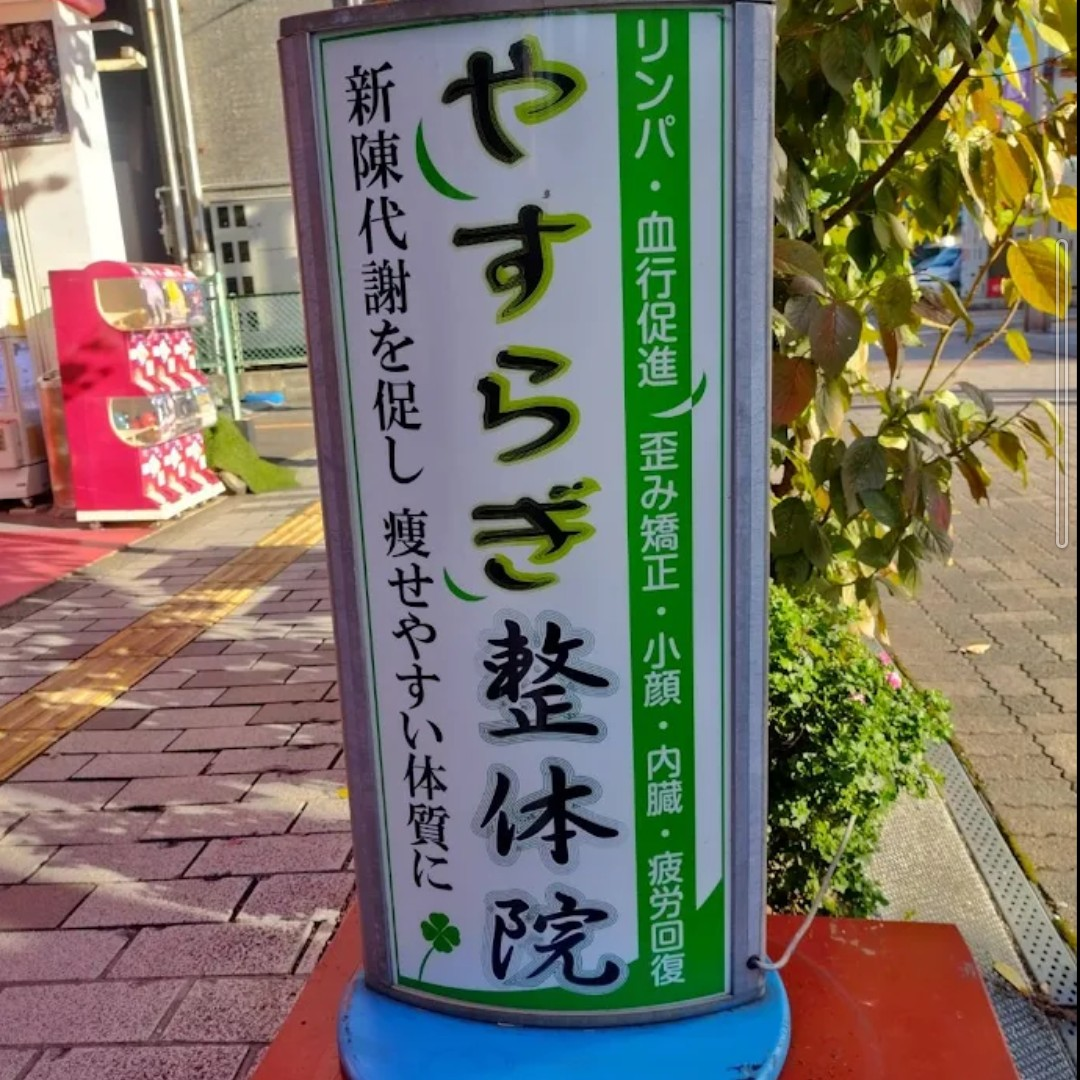 リンパ・血行促進 歪み矯正・小顔・内臓・疲労回復
やすらぎ整体院
新陳代謝を促し 痩せやすい体質に